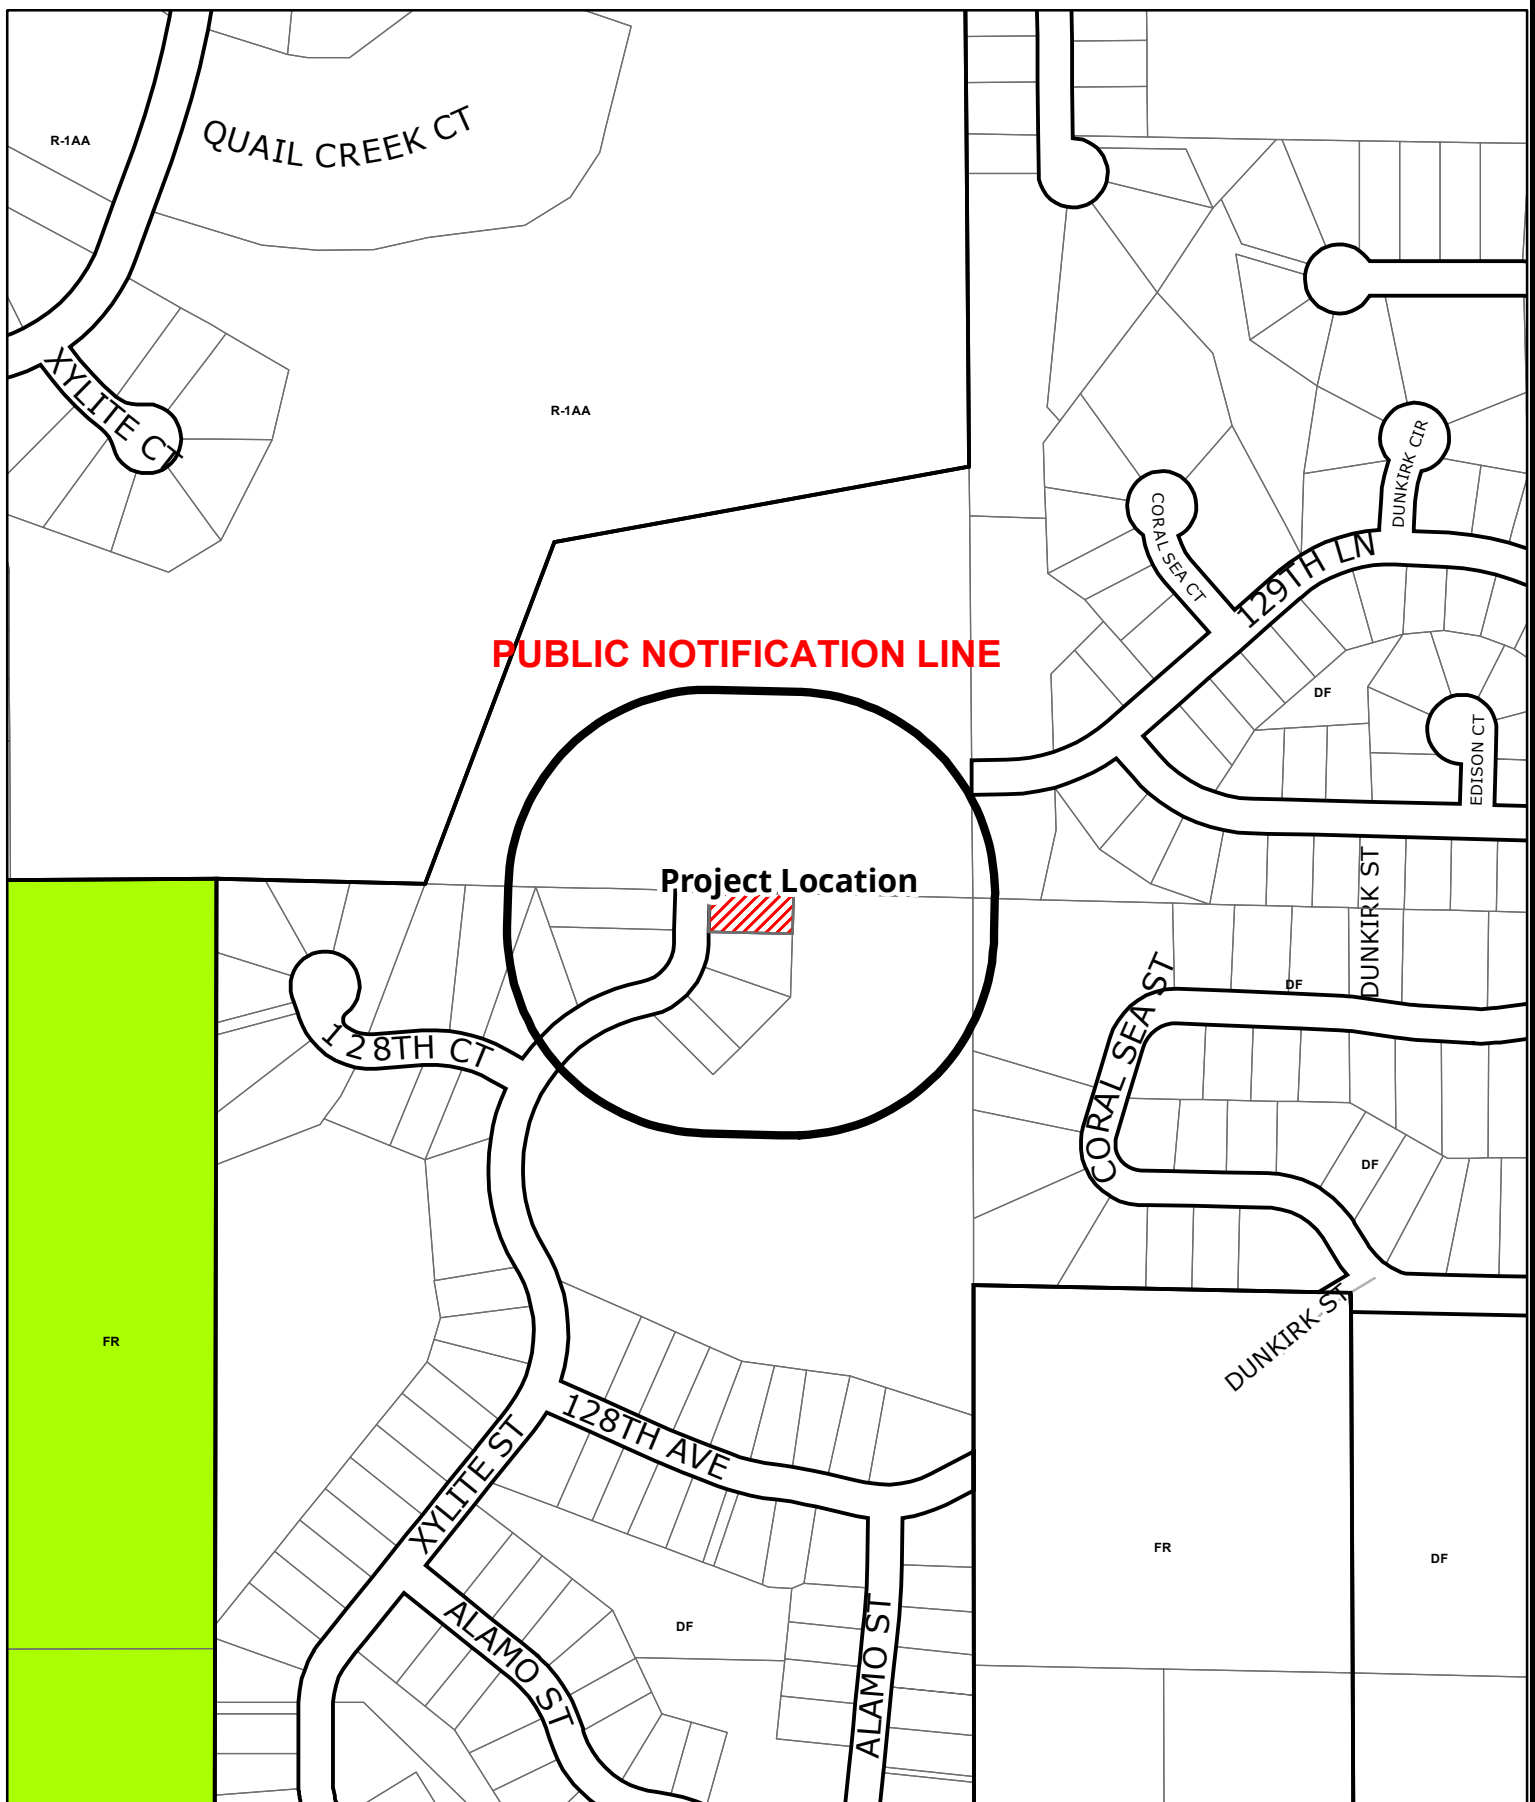 QUAIL CREEK CT
R-1AA
XYLITE CT
R-1AA
DUNKIRK CIR
CORAL SEA CT
129TH LN
PUBLIC NOTIFICATION LINE
DF
EDISON CT
Project Location
DUNKIRK ST
DF
CORAL SEA ST
128TH CT
DF
FR
DUNKIRK ST
128TH AVE
XYLITE ST
FR
DF
ALAMO ST
DF
ALAMO ST